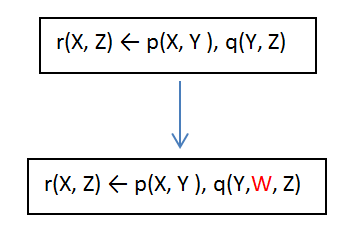 r(X, Z) ← p(X, Y ), q(Y, Z)
r(X, Z) ← p(X, Y ), q(Y,W, Z)